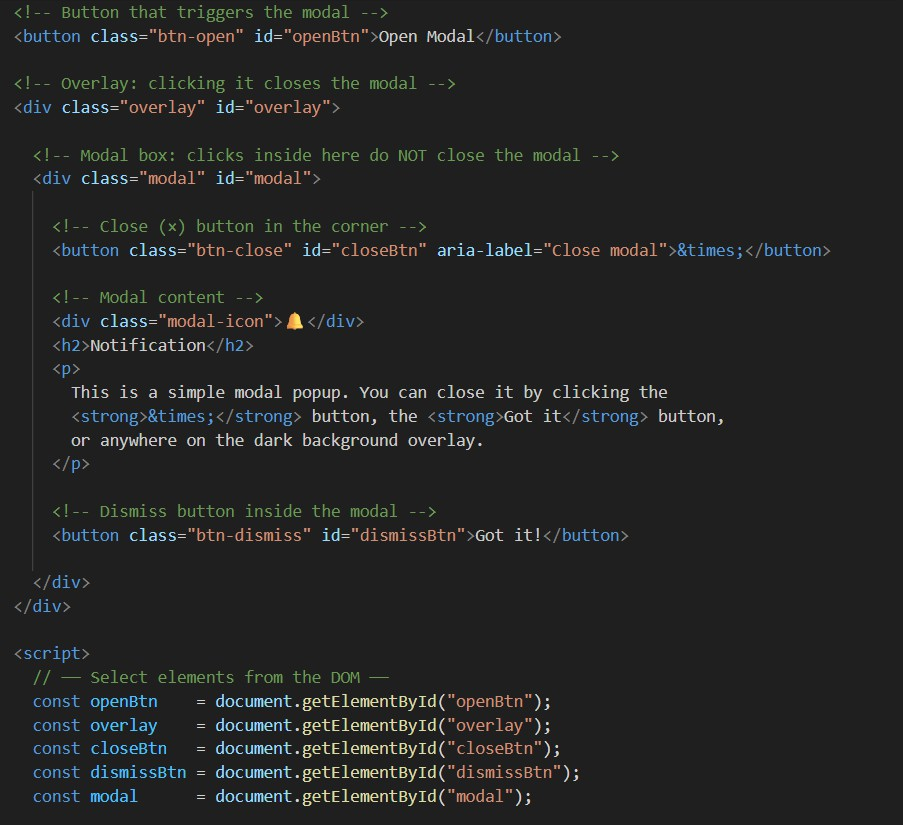 <!-- Button that triggers the modal -->
<button class="btn-open" id="openBtn">Open Modal</button>
<!-- Overlay: clicking it closes the modal -->
<div class="overlay" id="overlay">
<!-- Modal box: clicks inside here do NOT close the modal -->
<div class="modal" id="modal">
<!-- Close (×) button in the corner -->
<button class="btn-close" id="closeBtn" aria-label="Close modal">&times;</button>
<!-- Modal content -->
<div class="modal-icon">🔔</div>
<h2>Notification</h2>
<p>
This is a simple modal popup. You can close it by clicking the
<strong>&times;</strong> button, the <strong>Got it</strong> button,
or anywhere on the dark background overlay.
</p>
<!-- Dismiss button inside the modal -->
<button class="btn-dismiss" id="dismissBtn">Got it!</button>
</div>
</div>
<script>
// —— Select elements from the DOM ——
const openBtn    = document.getElementById("openBtn");
const overlay    = document.getElementById("overlay");
const closeBtn   = document.getElementById("closeBtn");
const dismissBtn = document.getElementById("dismissBtn");
const modal      = document.getElementById("modal");